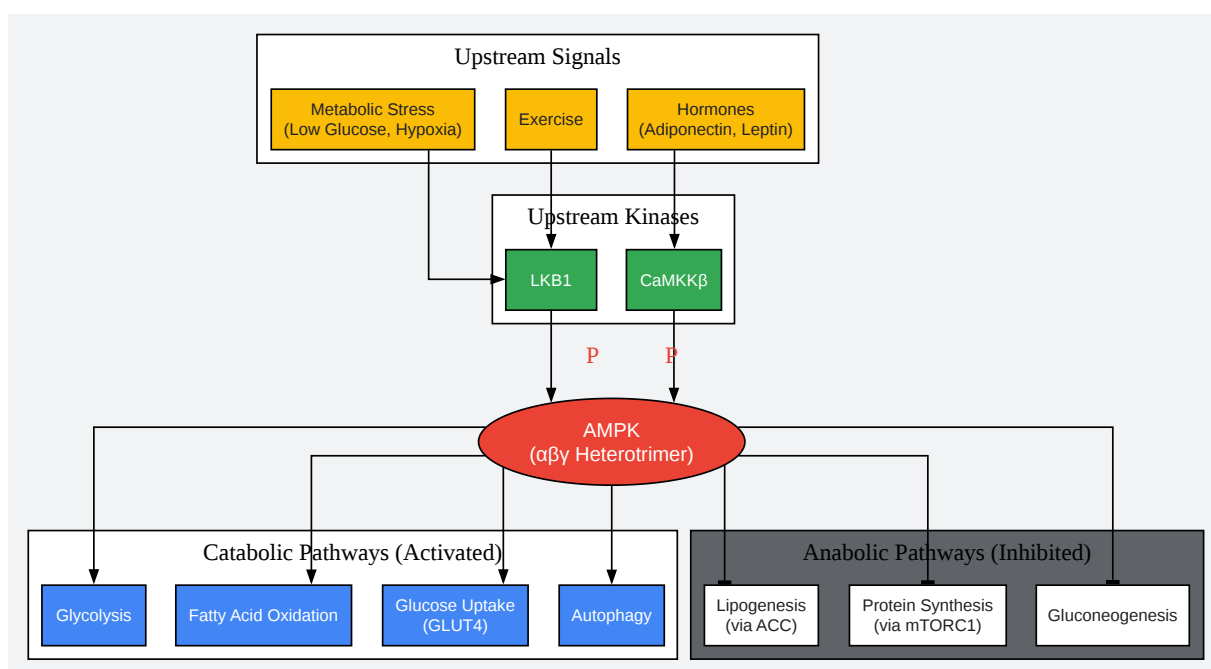 Upstream Signals
Metabolic Stress
(Low Glucose, Hypoxia)
Exercise
Hormones
(Adiponectin, Leptin)
Upstream Kinases
LKB1
CaMKKβ
P
P
AMPK
(αβγ Heterotrimer)
Catabolic Pathways (Activated)
Glycolysis
Fatty Acid Oxidation
Glucose Uptake
(GLUT4)
Autophagy
Anabolic Pathways (Inhibited)
Lipogenesis
(via ACC)
Protein Synthesis
(via mTORC1)
Gluconeogenesis